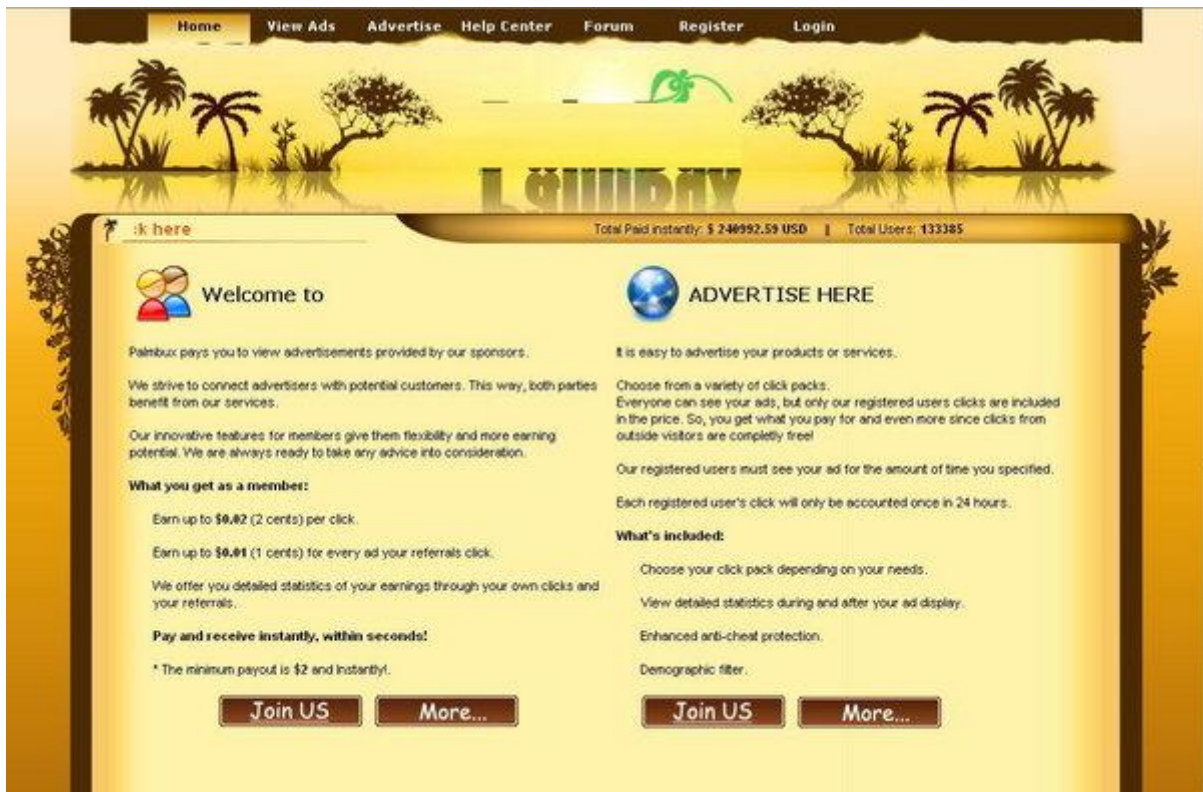 Home View Ads Advertise Help Center Forum Register Login
:k here
Total Paid instantly: $ 240992.59 USD || Total Users: 133385
Welcome to
Palmbux pays you to view advertisements provided by our sponsors.
We strive to connect advertisers with potential customers. This way, both parties
benefit from our services.
Our innovative features for members give them flexibility and more earning
potential. We are always ready to take any advice into consideration.
What you get as a member:
Earn up to $0.02 (2 cents) per click.
Earn up to $0.01 (1 cents) for every ad your referrals click.
We offer you detailed statistics of your earnings through your own clicks and
your referrals.
Pay and receive instantly, within seconds!
* The minimum payout is $2 and Instantly!.
Join US More...
ADVERTISE HERE
It is easy to advertise your products or services.
Choose from a variety of click packs.
Everyone can see your ads, but only our registered users clicks are included
in the price. So, you get what you pay for and even more since clicks from
outside visitors are completly free!
Our registered users must see your ad for the amount of time you specified.
Each registered user's click will only be accounted once in 24 hours.
What's included:
Choose your click pack depending on your needs.
View detailed statistics during and after your ad display.
Enhanced anti-cheat protection.
Demographic filter.
Join US More...